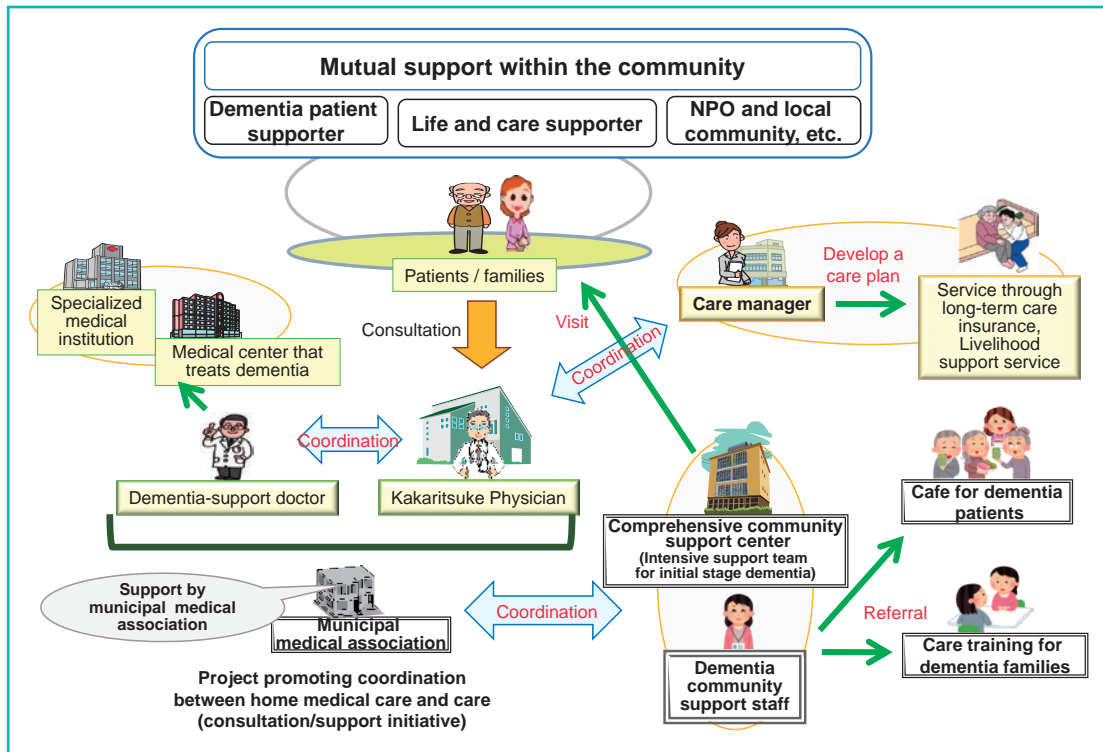 Mutual support within the community
Dementia patient
supporter
Life and care supporter
NPO and local
community, etc.
Patients / families
Specialized
medical
institution
Medical center that
treats dementia
Consultation
Visit
Coordination
Care manager
Develop a
care plan
Service through
long-term care
insurance,
Livelihood
support service
Coordination
Dementia-support doctor
Kakaritsuke Physician
Comprehensive community
support center
(Intensive support team
for initial stage dementia)
Cafe for dementia
patients
Support by
municipal medical
association
Municipal
medical association
Coordination
Referral
Care training for
dementia families
Dementia
community
support staff
Project promoting coordination
between home medical care and care
(consultation/support initiative)